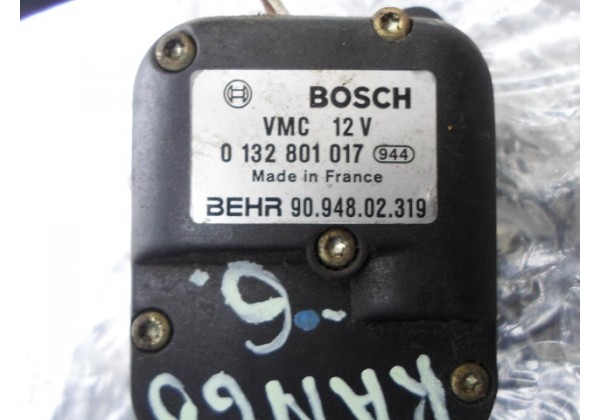 BOSCH
VMC 12 V
0 132 801 017 944
Made in France
BEHR 90.948.02.319
.6.-
KANGO